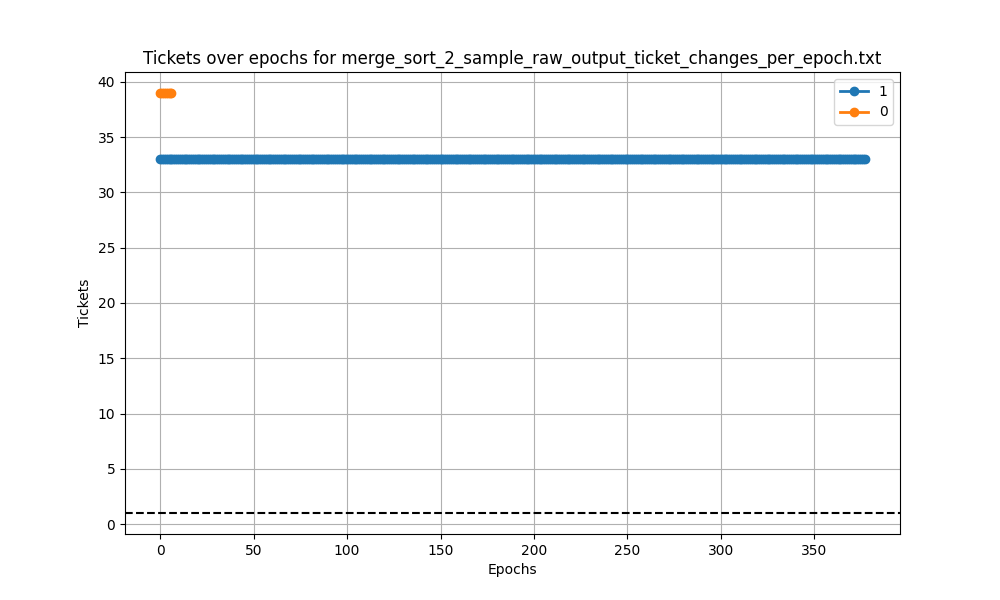 Tickets over epochs for merge_sort_2_sample_raw_output_ticket_changes_per_epoch.txt
1
0
40
35
30
25
20
15
10
5
0
Tickets
0 50 100 150 200 250 300 350
Epochs